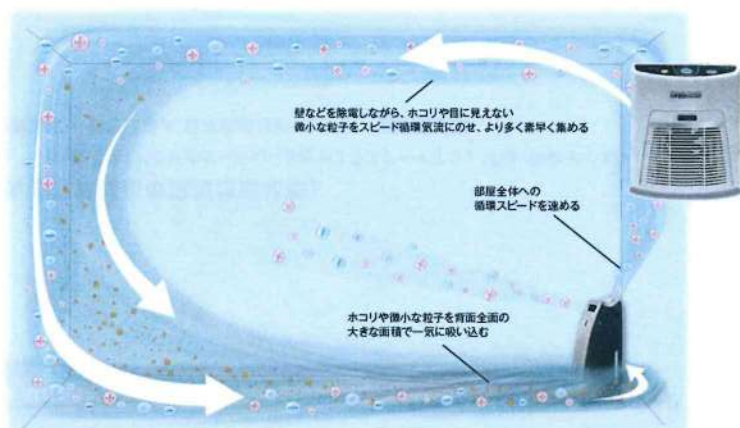 壁などを除電しながら、ホコリや目に見えない
微小な粒子をスピード循環気流にのせ、より多く素早く集める
部屋全体への
循環スピードを速める
ホコリや微小な粒子を背面全面の
大きな面積で一気に吸い込む